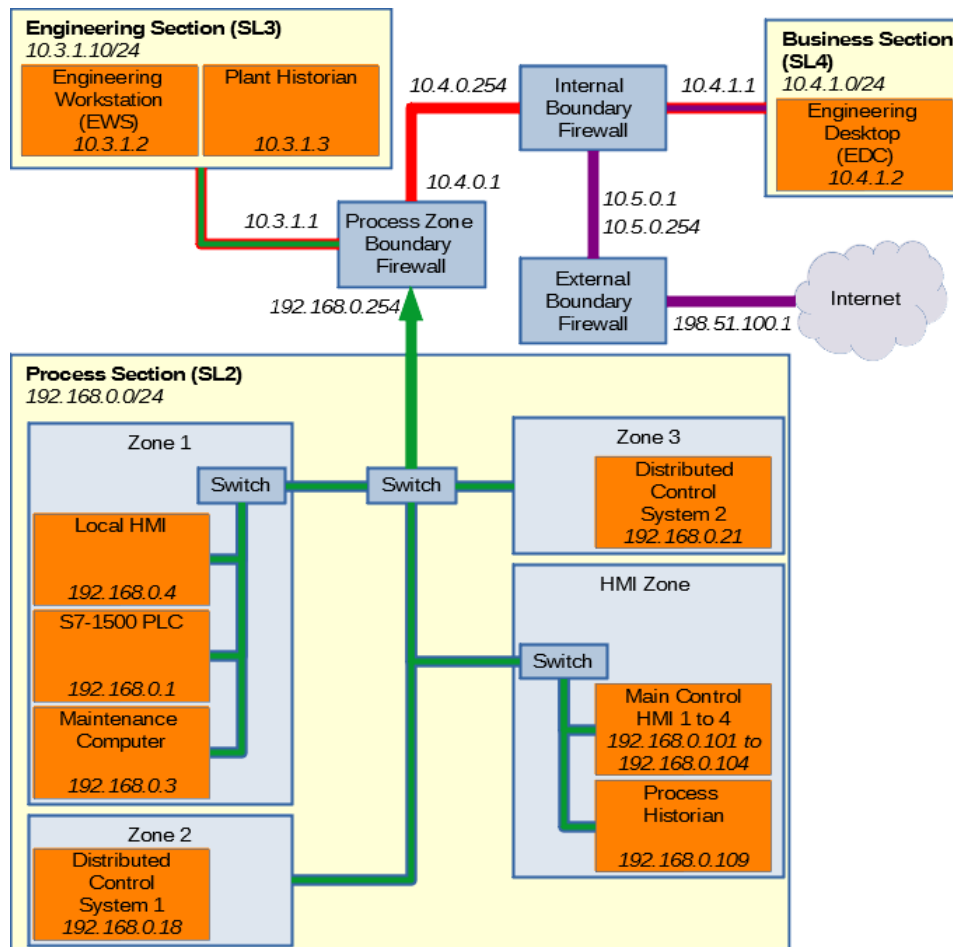 Engineering Section (SL3)
10.3.1.10/24
Engineering
Workstation
(EWS)
10.3.1.2
Plant Historian
10.3.1.3
10.4.0.254
Internal
Boundary
Firewall
10.4.1.1
Business Section
(SL4)
10.4.1.0/24
Engineering
Desktop
(EDC)
10.4.1.2
10.3.1.1
10.4.0.1
Process Zone
Boundary
Firewall
10.5.0.1
10.5.0.254
192.168.0.254
External
Boundary
Firewall
198.51.100.1
Internet
Process Section (SL2)
192.168.0.0/24
Zone 1
Switch
Local HMI
192.168.0.4
S7-1500 PLC
192.168.0.1
Maintenance
Computer
192.168.0.3
Switch
Zone 3
Distributed
Control
System 2
192.168.0.21
HMI Zone
Switch
Main Control
HMI 1 to 4
192.168.0.101 to
192.168.0.104
Process
Historian
192.168.0.109
Zone 2
Distributed
Control
System 1
192.168.0.18